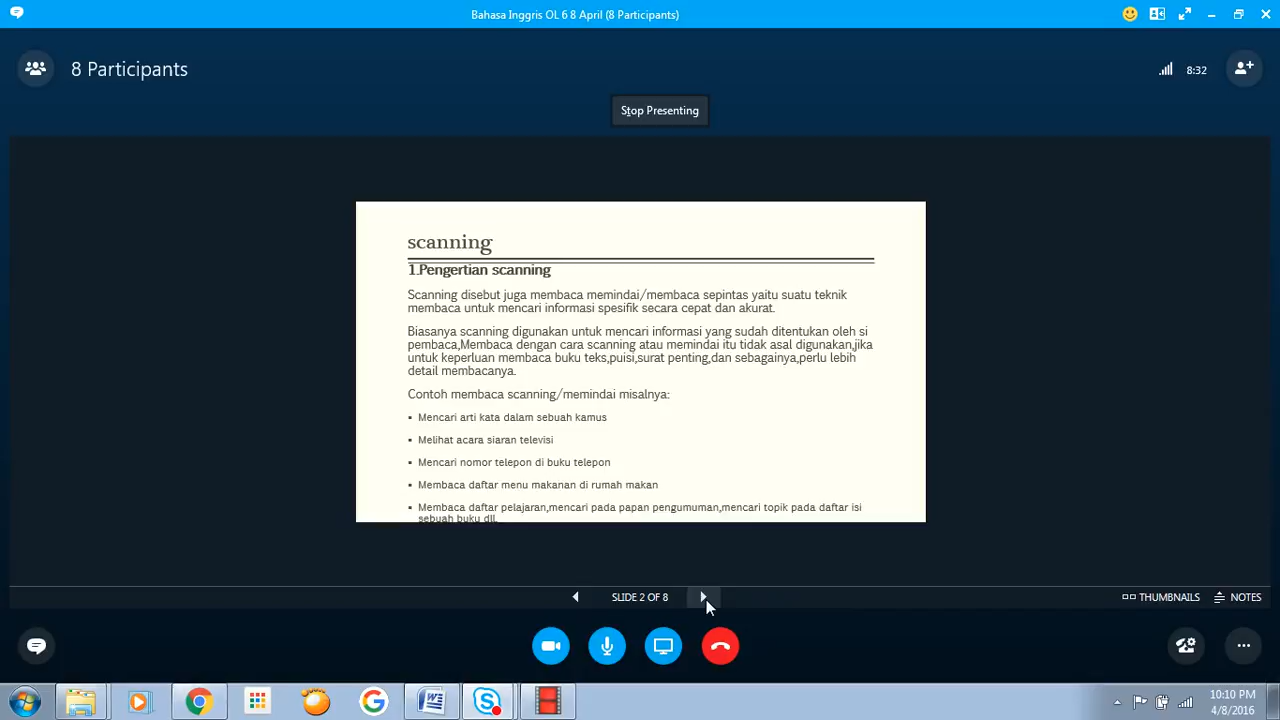 Bahasa Inggris OL 6 8 April (8 Participants)
8 Participants
8:32
Stop Presenting
scanning
1.Pengertian scanning
Scanning disebut juga membaca memindai/membaca sepintas yaitu suatu teknik
membaca untuk mencari informasi spesifik secara cepat dan akurat.
Biasanya scanning digunakan untuk mencari informasi yang sudah ditentukan oleh si
pembaca,Membaca dengan cara scanning atau memindai itu tidak asal digunakan,jika
untuk keperluan membaca buku teks,puisi,surat penting,dan sebagainya,perlu lebih
detail membacanya.
Contoh membaca scanning/memindai misalnya:
▪ Mencari arti kata dalam sebuah kamus
▪ Melihat acara siaran televisi
▪ Mencari nomor telepon di buku telepon
▪ Membaca daftar menu makanan di rumah makan
▪ Membaca daftar pelajaran,mencari pada papan pengumuman,mencari topik pada daftar isi
sebuah buku dll.
SLIDE 2 OF 8
THUMBNAILS
NOTES
10:10 PM
4/8/2016